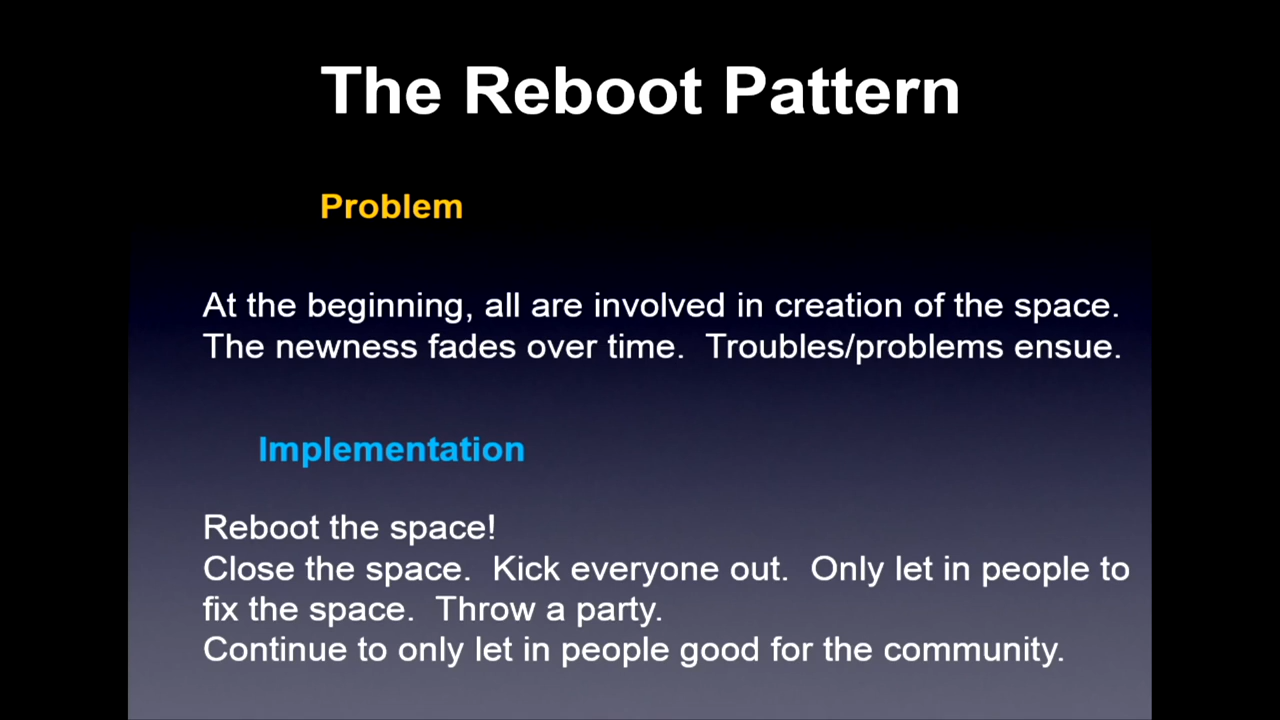 The Reboot Pattern
Problem
At the beginning, all are involved in creation of the space.
The newness fades over time.  Troubles/problems ensue.
Implementation
Reboot the space!
Close the space.  Kick everyone out.  Only let in people to
fix the space.  Throw a party.
Continue to only let in people good for the community.